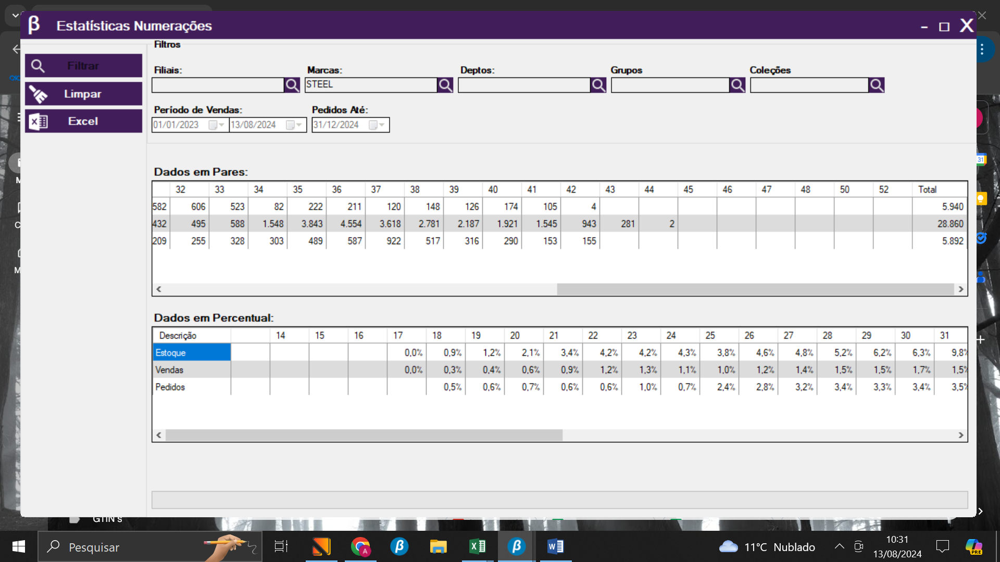 β Estatísticas Numerações
Filtros
Filtrar
Limpar
Excel
Filiais: Marcas: Deptos: Grupos Coleções
STEEL
Período de Vendas: Pedidos Até:
01/01/2023 13/08/2024 31/12/2024
Dados em Pares:
32 33 34 35 36 37 38 39 40 41 42 43 44 45 46 47 48 50 52 Total
582 606 523 82 222 211 120 148 126 174 105 4 5.940
432 495 588 1.548 3.843 4.554 3.618 2.781 2.187 1.921 1.545 943 281 2 28.860
209 255 328 303 489 587 922 517 316 290 153 155 5.892
Dados em Percentual:
Descrição 14 15 16 17 18 19 20 21 22 23 24 25 26 27 28 29 30 31
Estoque 0,0% 0,9% 1,2% 2,1% 3,4% 4,2% 4,2% 4,3% 3,8% 4,6% 4,8% 5,2% 6,2% 6,3% 9,8%
Vendas 0,0% 0,3% 0,4% 0,6% 0,9% 1,2% 1,3% 1,1% 1,0% 1,2% 1,4% 1,5% 1,5% 1,7% 1,5%
Pedidos 0,5% 0,6% 0,7% 0,6% 0,6% 1,0% 0,7% 2,4% 2,8% 3,2% 3,4% 3,3% 3,4% 3,5%
GTIN's
Pesquisar
11°C Nublado
10:31
13/08/2024
PRE